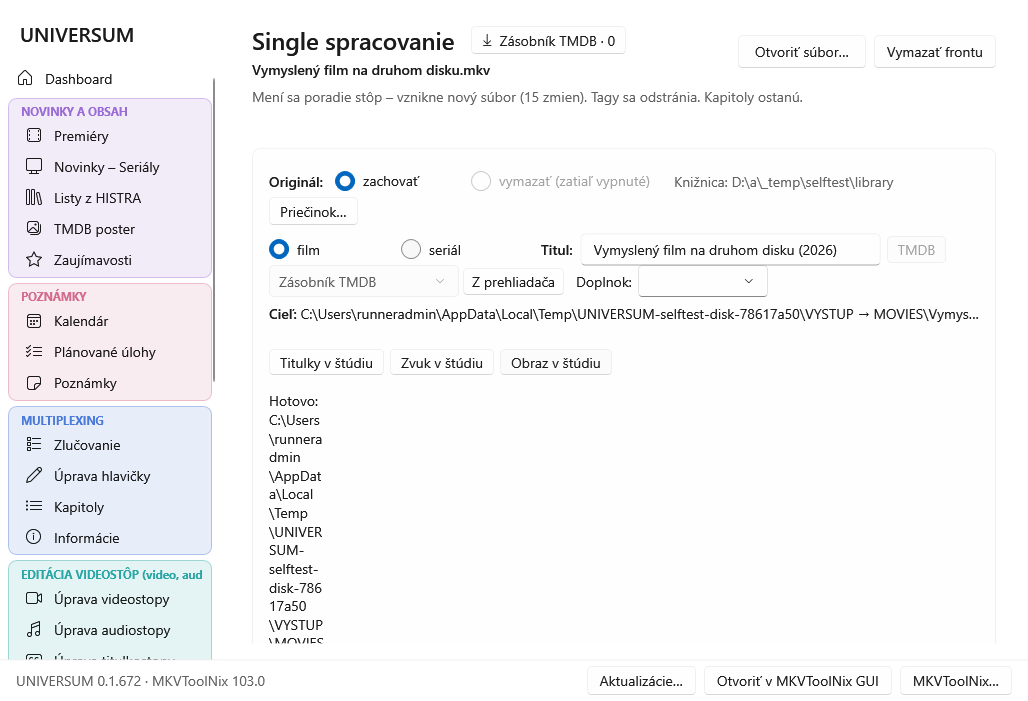 UNIVERSUM
Dashboard
NOVINKY A OBSAH
Premiéry
Novinky – Seriály
Listy z HISTRA
TMDB poster
Zaujímavosti
POZNÁMKY
Kalendár
Plánované úlohy
Poznámky
MULTIPLEXING
Zlučovanie
Úprava hlavičky
Kapitoly
Informácie
EDITÁCIA VIDEOSTÔP (video, aud
Úprava videostopy
Úprava audiostopy
Úprava titulkostopy
Single spracovanie
Zásobník TMDB · 0
Otvoriť súbor...
Vymazať frontu
Vymyslený film na druhom disku.mkv
Mení sa poradie stôp – vznikne nový súbor (15 zmien). Tagy sa odstránia. Kapitoly ostanú.
Originál: zachovať vymazať (zatiaľ vypnuté) Knižnica: D:\a\_temp\selftest\library
Priečinok...
film seriál Titul: Vymyslený film na druhom disku (2026) TMDB
Zásobník TMDB Z prehliadača Doplnok:
Cieľ: C:\Users\runneradmin\AppData\Local\Temp\UNIVERSUM-selftest-disk-78617a50\VYSTUP → MOVIES\Vymys...
Titulky v štúdiu Zvuk v štúdiu Obraz v štúdiu
Hotovo:
C:\Users
\runnera
dmin
\AppDat
a\Local
\Temp
\UNIVER
SUM-
selftest-
disk-786
17a50
\VYSTUP
\MOVIES
UNIVERSUM 0.1.672 · MKVToolNix 103.0
Aktualizácie... Otvoriť v MKVToolNix GUI MKVToolNix...